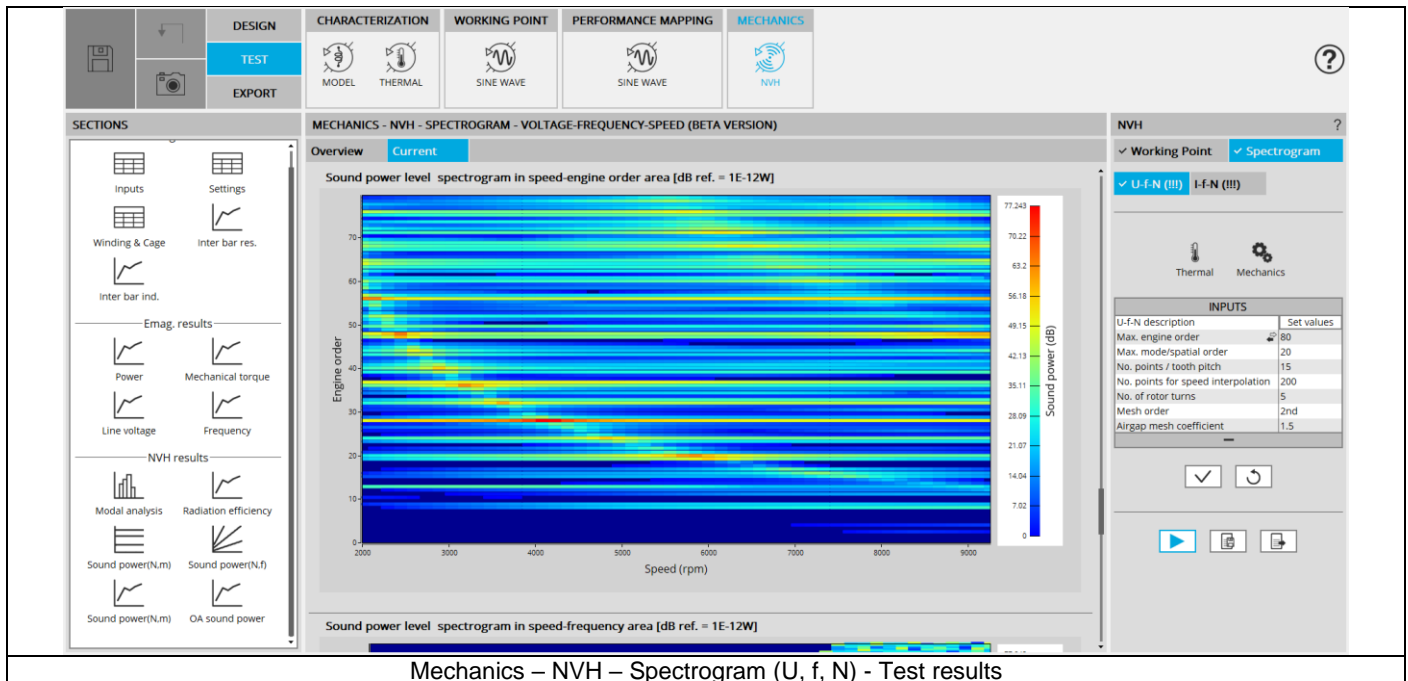 DESIGN
TEST
EXPORT
CHARACTERIZATION
MODEL THERMAL
WORKING POINT
SINE WAVE
PERFORMANCE MAPPING
SINE WAVE
MECHANICS
NVH
?
SECTIONS
Inputs Settings
Winding & Cage Inter bar res.
Inter bar ind.
Emag. results
Power Mechanical torque
Line voltage Frequency
NVH results
Modal analysis Radiation efficiency
Sound power(N,m) Sound power(N,f)
Sound power(N,m) OA sound power
MECHANICS - NVH - SPECTROGRAM - VOLTAGE-FREQUENCY-SPEED (BETA VERSION)
Overview Current
Sound power level spectrogram in speed-engine order area [dB ref. = 1E-12W]
Engine order
70
60
50
40
30
20
10
0
2000 3000 4000 5000 6000 7000 8000 9000
Speed (rpm)
77.243
70.22
63.2
56.18
49.15
42.13
35.11
28.09
21.07
14.04
7.02
0
Sound power (dB)
Sound power level spectrogram in speed-frequency area [dB ref. = 1E-12W]
NVH ?
Working Point Spectrogram
U-f-N (!!!) I-f-N (!!!)
Thermal Mechanics
INPUTS
U-f-N description Set values
Max. engine order 80
Max. mode/spatial order 20
No. points / tooth pitch 15
No. points for speed interpolation 200
No. of rotor turns 5
Mesh order 2nd
Airgap mesh coefficient 1.5
Mechanics – NVH – Spectrogram (U, f, N) - Test results